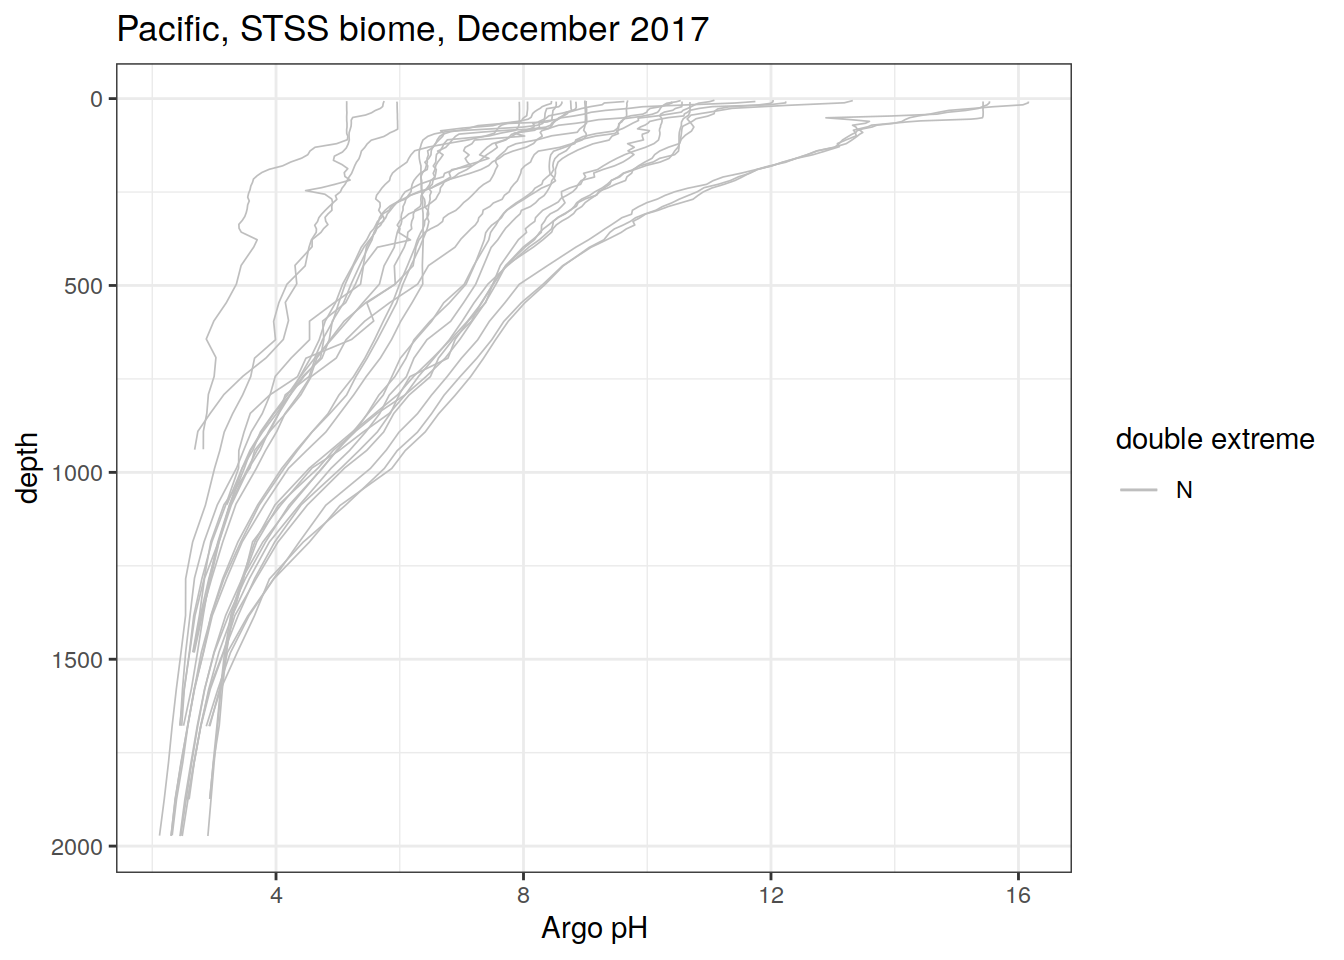 Pacific, STSS biome, December 2017
0
500
1000
1500
2000
depth
4
8
12
16
Argo pH
double extreme
N